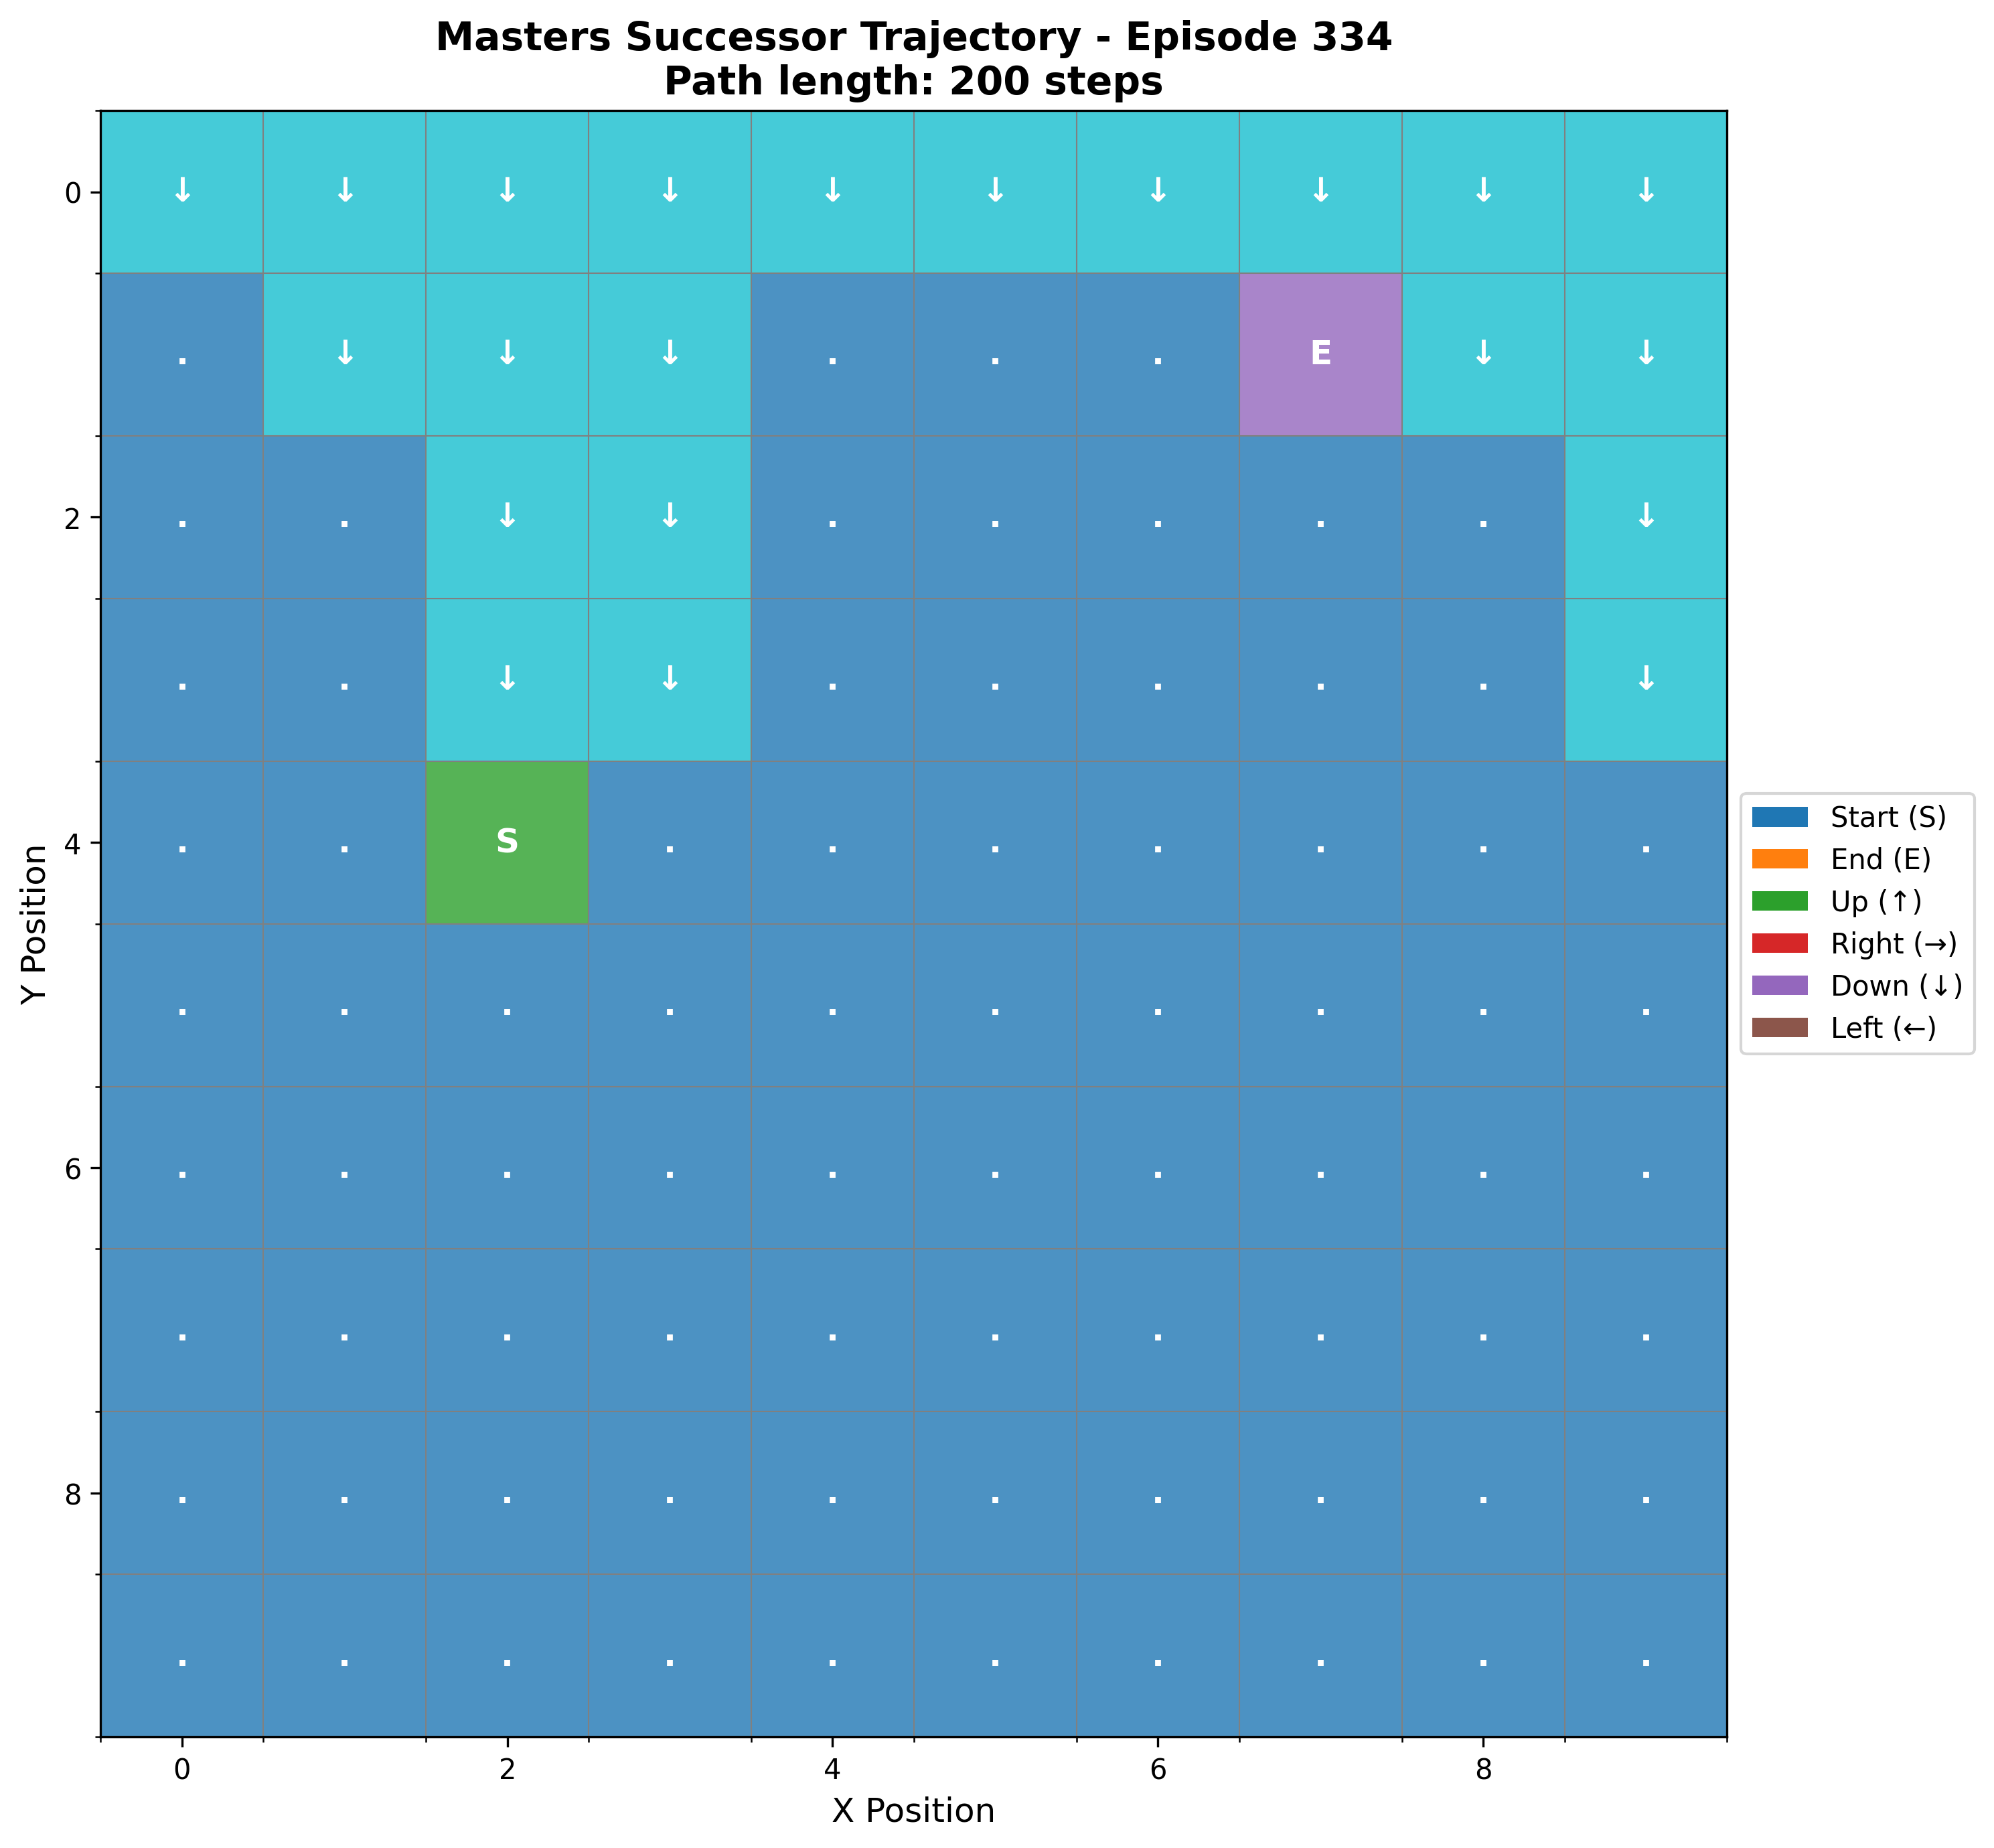 Masters Successor Trajectory - Episode 334
Path length: 200 steps
0 ↓ ↓ ↓ ↓ ↓ ↓ ↓ ↓ ↓ ↓
. ↓ ↓ ↓ . . . E ↓ ↓
2 . . ↓ ↓ . . . . . ↓
. . ↓ ↓ . . . . . ↓
4 . . S . . . . . . .
. . . . . . . . . .
6 . . . . . . . . . .
. . . . . . . . . .
8 . . . . . . . . . .
. . . . . . . . . .
0 2 4 6 8
X Position
Y Position
Start (S)
End (E)
Up (↑)
Right (→)
Down (↓)
Left (←)